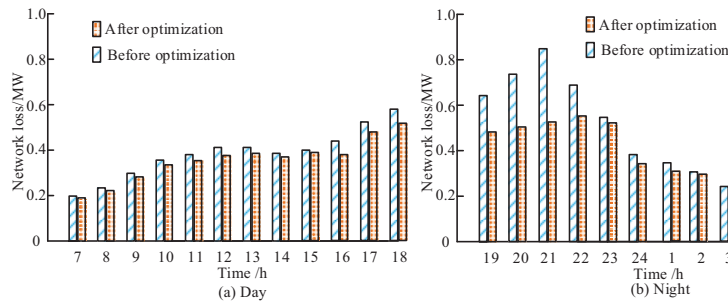 1.0
0.8
0.6
0.4
0.2
0
Network loss/MW
After optimization
Before optimization
7 8 9 10 11 12 13 14 15 16 17 18
Time /h
(a) Day
1.0
0.8
0.6
0.4
0.2
0
Network loss/MW
After optimization
Before optimization
19 20 21 22 23 24 1 2
Time /h
(b) Night